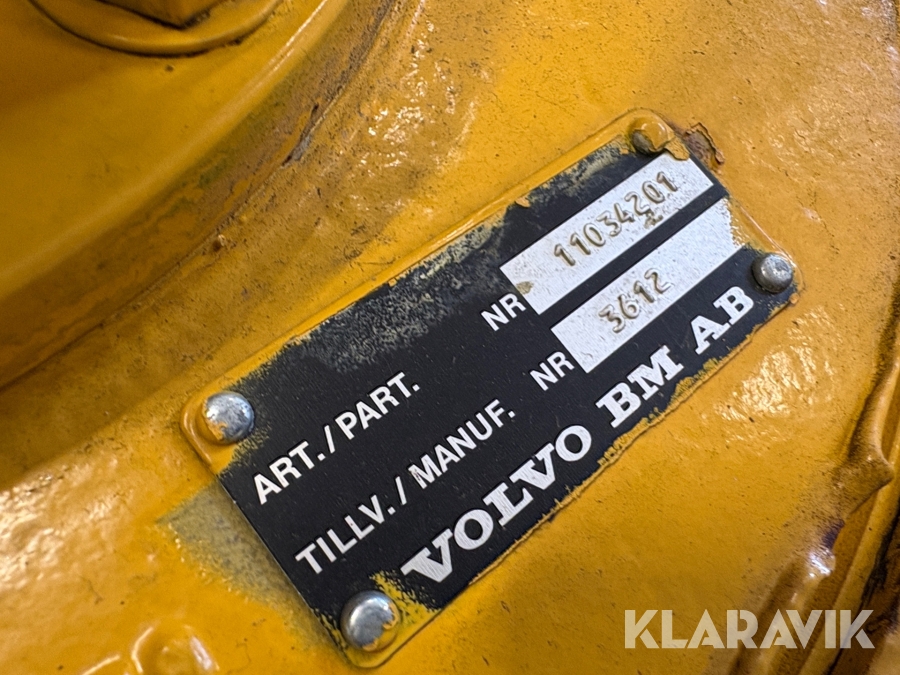 ART./PART. NR 11034201
TILLV./MANUF. NR 3612
VOLVO BM AB
KLARAVIK